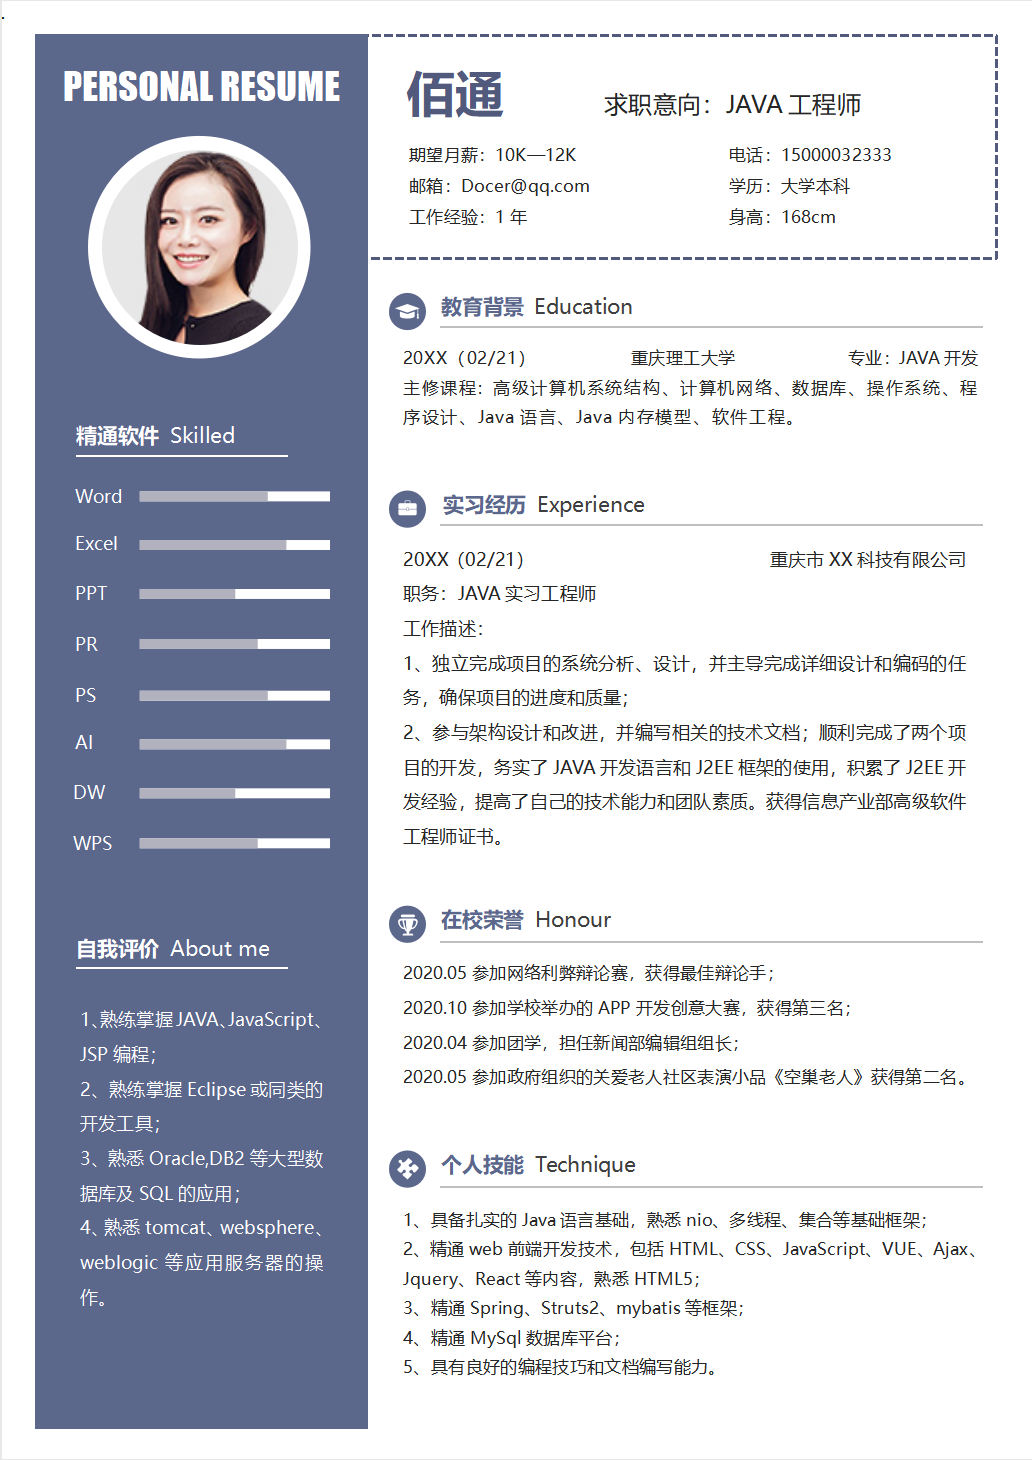 PERSONAL RESUME
佰通
求职意向：JAVA 工程师
期望月薪：10K—12K
电话：15000032333
邮箱：Docer@qq.com
学历：大学本科
工作经验：1 年
身高：168cm
精通软件 Skilled
Word
Excel
PPT
PR
PS
AI
DW
WPS
自我评价 About me
1、熟练掌握 JAVA、JavaScript、
JSP 编程；
2、熟练掌握 Eclipse 或同类的
开发工具；
3、熟悉 Oracle,DB2 等大型数
据库及 SQL 的应用；
4、熟悉 tomcat、websphere、
weblogic 等应用服务器的操
作。
教育背景 Education
20XX（02/21） 重庆理工大学 专业：JAVA 开发
主修课程：高级计算机系统结构、计算机网络、数据库、操作系统、程
序设计、Java 语言、Java 内存模型、软件工程。
实习经历 Experience
20XX（02/21） 重庆市 XX 科技有限公司
职务：JAVA 实习工程师
工作描述：
1、独立完成项目的系统分析、设计，并主导完成详细设计和编码的任
务，确保项目的进度和质量；
2、参与架构设计和改进，并编写相关的技术文档；顺利完成了两个项
目的开发，务实了 JAVA 开发语言和 J2EE 框架的使用，积累了 J2EE 开
发经验，提高了自己的技术能力和团队素质。获得信息产业部高级软件
工程师证书。
在校荣誉 Honour
2020.05 参加网络利弊辩论赛，获得最佳辩论手；
2020.10 参加学校举办的 APP 开发创意大赛，获得第三名；
2020.04 参加团学，担任新闻部编辑组组长；
2020.05 参加政府组织的关爱老人社区表演小品《空巢老人》获得第二名。
个人技能 Technique
1、具备扎实的 Java 语言基础，熟悉 nio、多线程、集合等基础框架；
2、精通 web 前端开发技术，包括 HTML、CSS、JavaScript、VUE、Ajax、
Jquery、React 等内容，熟悉 HTML5；
3、精通 Spring、Struts2、mybatis 等框架；
4、精通 MySql 数据库平台；
5、具有良好的编程技巧和文档编写能力。